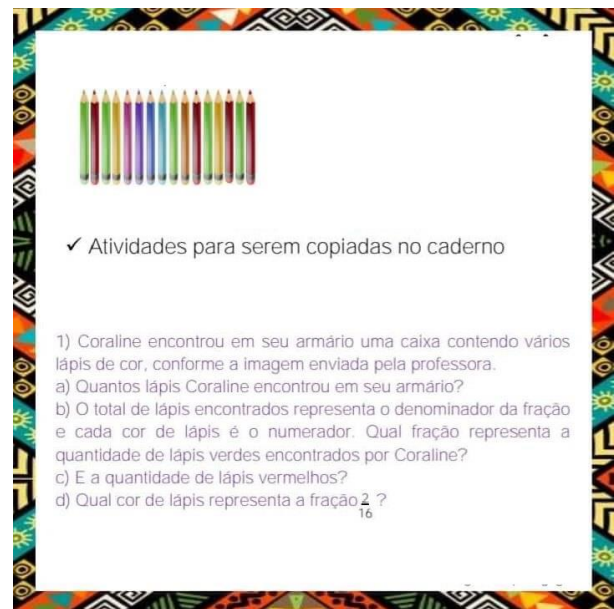 ✓ Atividades para serem copiadas no caderno
1) Coraline encontrou em seu armário uma caixa contendo vários
lápis de cor, conforme a imagem enviada pela professora.
a) Quantos lápis Coraline encontrou em seu armário?
b) O total de lápis encontrados representa o denominador da fração
e cada cor de lápis é o numerador. Qual fração representa a
quantidade de lápis verdes encontrados por Coraline?
c) E a quantidade de lápis vermelhos?
d) Qual cor de lápis representa a fração 2/16 ?